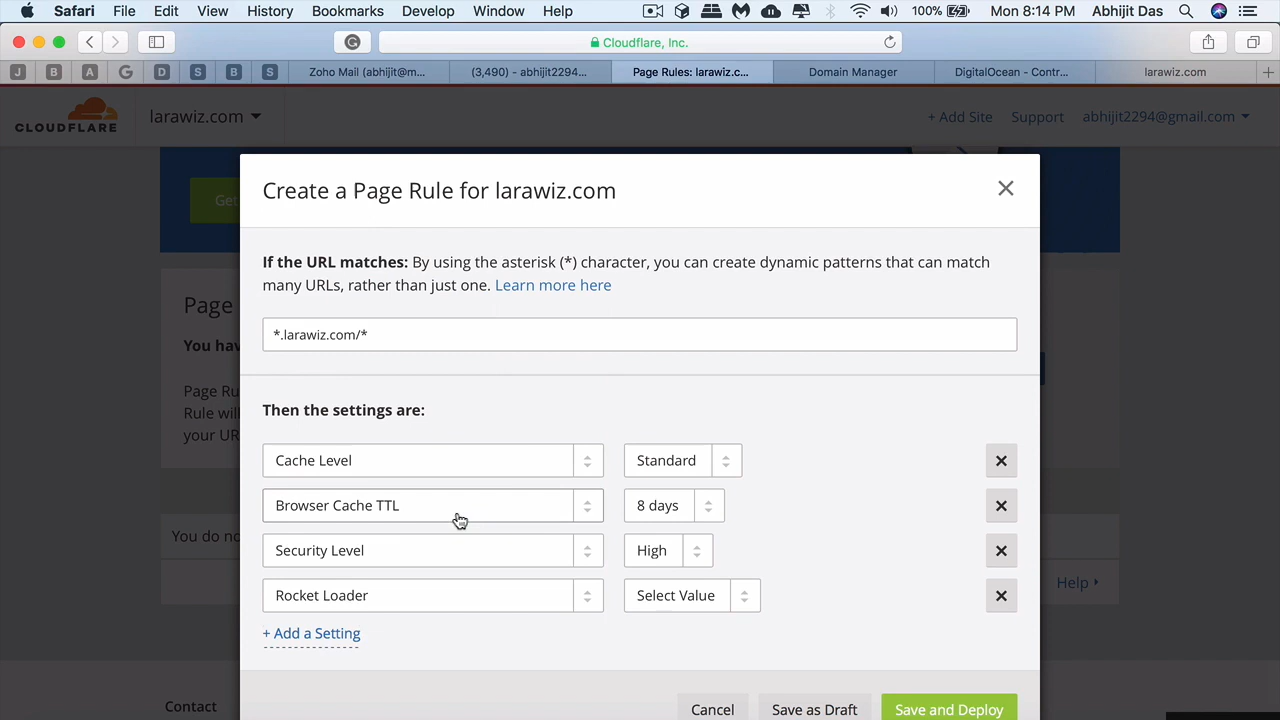 Safari File Edit View History Bookmarks Develop Window Help 100% Mon 8:14 PM Abhijit Das
Cloudflare, Inc.
J B A G D S B S Zoho Mail (abhijit@m... (3,490) - abhijit2294... Page Rules: larawiz.c... Domain Manager DigitalOcean - Contr... larawiz.com
CLOUDFLARE larawiz.com + Add Site Support abhijit2294@gmail.com
Get
Create a Page Rule for larawiz.com
If the URL matches: By using the asterisk (*) character, you can create dynamic patterns that can match
many URLs, rather than just one. Learn more here
*.larawiz.com/*
Page
You hav
Page Ru
Rule wil
your UR
Then the settings are:
Cache Level Standard
Browser Cache TTL 8 days
Security Level High
Rocket Loader Select Value
+ Add a Setting
You do no
Help
Cancel Save as Draft Save and Deploy
Contact